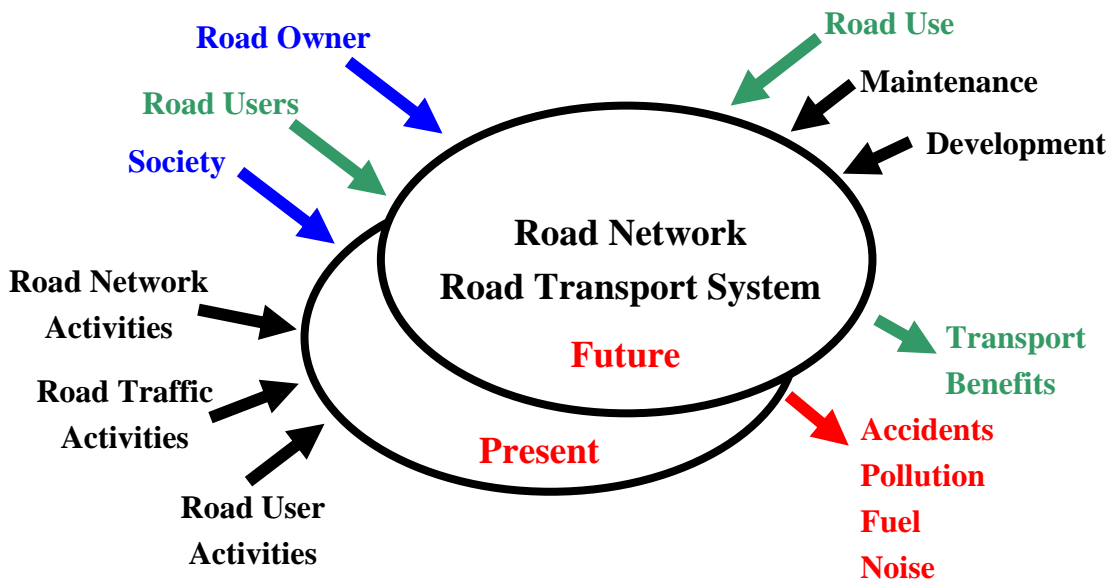 Road Owner
Road Users
Society
Road Use
Maintenance
Development
Road Network
Road Transport System
Future
Present
Road Network
Activities
Road Traffic
Activities
Road User
Activities
Transport
Benefits
Accidents
Pollution
Fuel
Noise